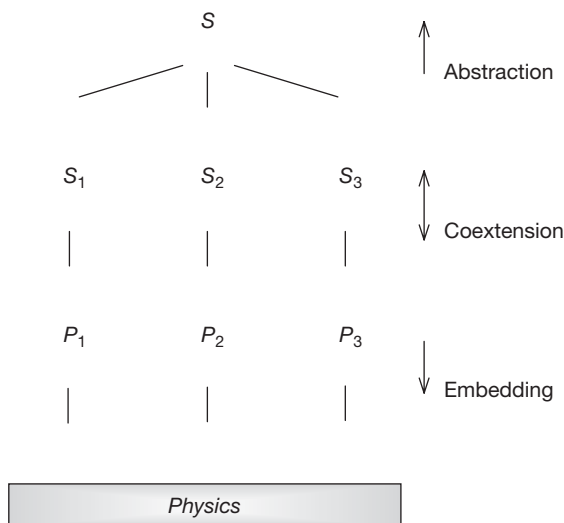 S
Abstraction
S₁ S₂ S₃
Coextension
P₁ P₂ P₃
Embedding
Physics